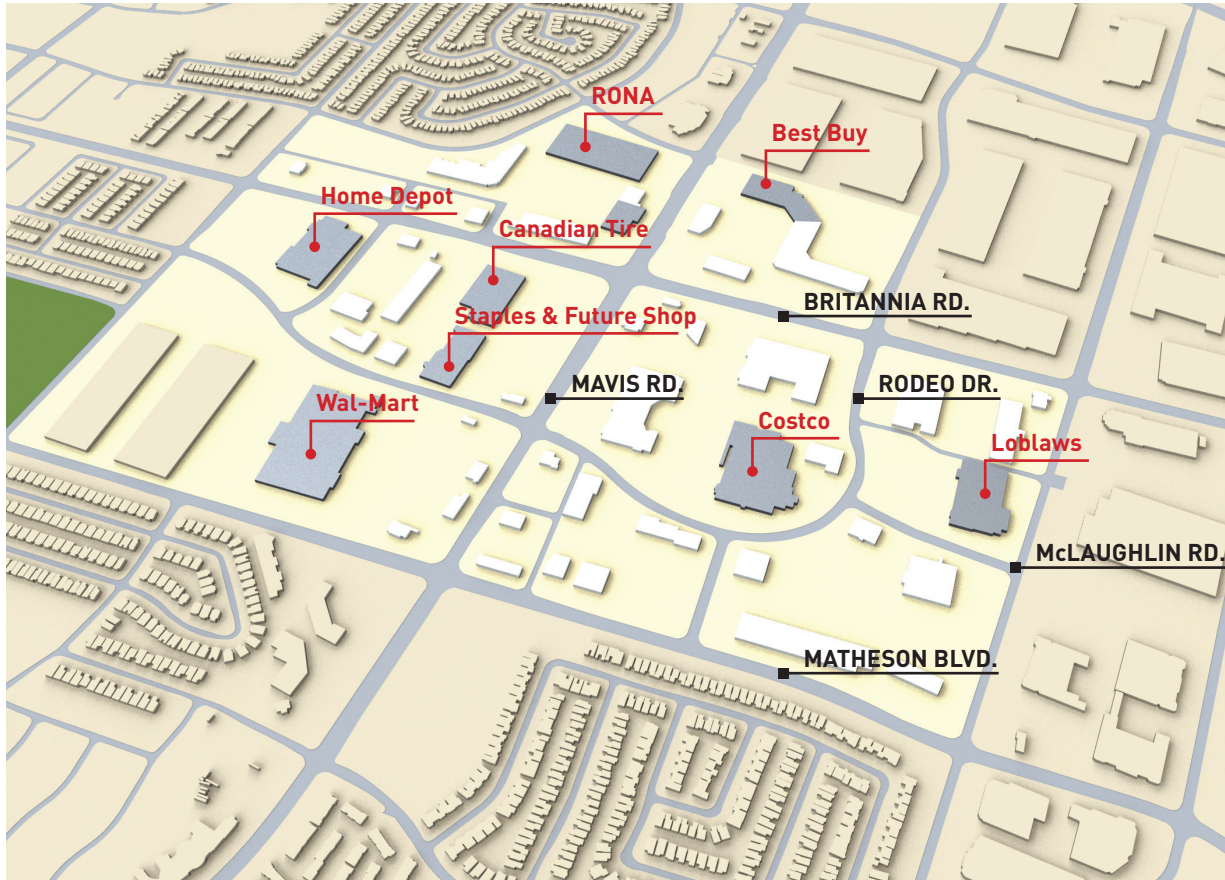 RONA
Best Buy
Home Depot
Canadian Tire
BRITANNIA RD.
Staples & Future Shop
MAVIS RD.
RODEO DR.
Wal-Mart
Costco
Loblaws
McLAUGHLIN RD.
MATHESON BLVD.